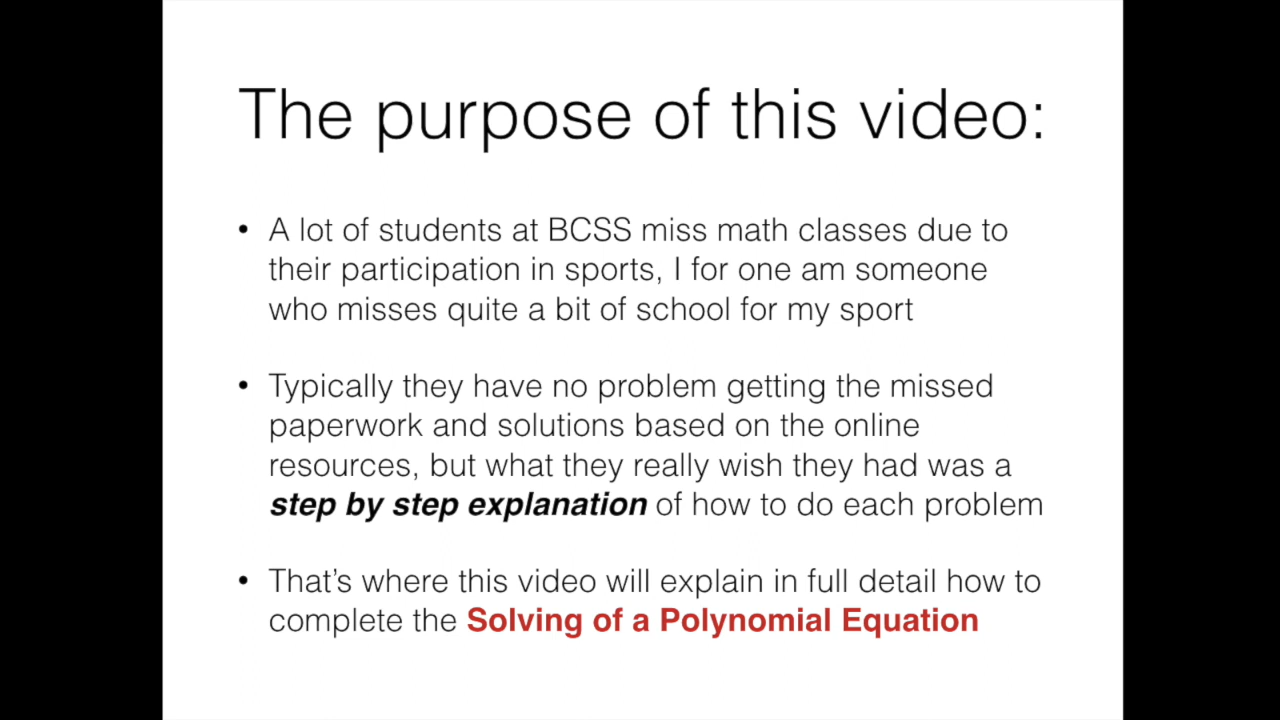 The purpose of this video:
• A lot of students at BCSS miss math classes due to
their participation in sports, I for one am someone
who misses quite a bit of school for my sport
• Typically they have no problem getting the missed
paperwork and solutions based on the online
resources, but what they really wish they had was a
step by step explanation of how to do each problem
• That’s where this video will explain in full detail how to
complete the Solving of a Polynomial Equation